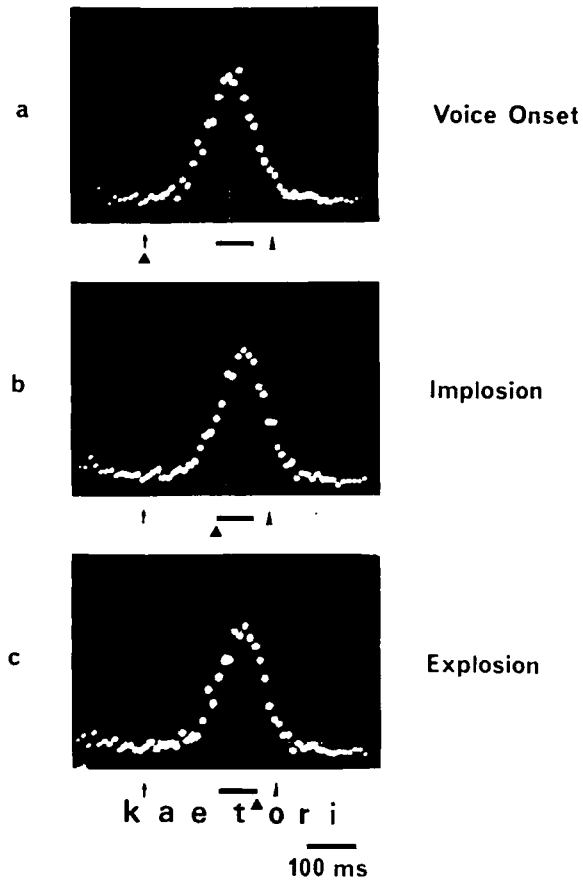 a
Voice Onset
b
Implosion
c
Explosion
k a e t o r i
100 ms